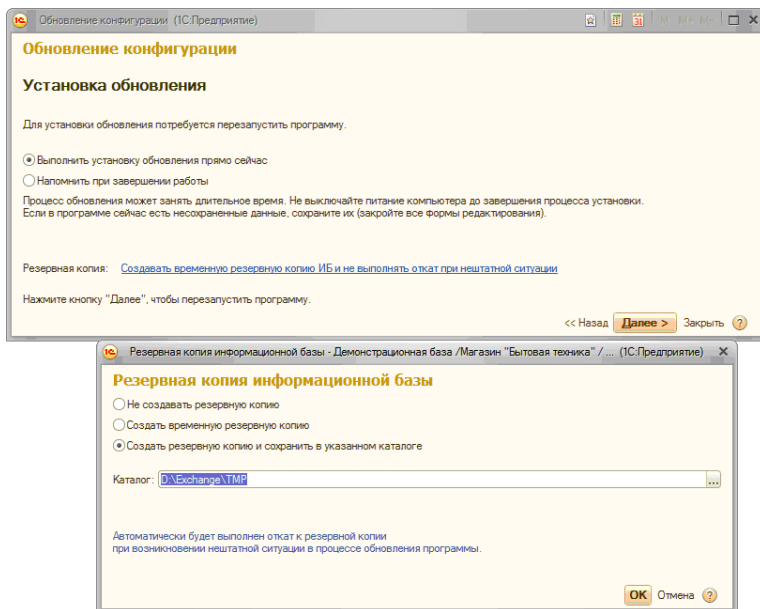 Обновление конфигурации (1С:Предприятие)
31 M M+ M-
Обновление конфигурации
Установка обновления
Для установки обновления потребуется перезапустить программу.
Выполнить установку обновления прямо сейчас
Напомнить при завершении работы
Процесс обновления может занять длительное время. Не выключайте питание компьютера до завершения процесса установки.
Если в программе сейчас есть несохраненные данные, сохраните их (закройте все формы редактирования).
Резервная копия: Создавать временную резервную копию ИБ и не выполнять откат при нештатной ситуации
Нажмите кнопку "Далее", чтобы перезапустить программу.
<< Назад Далее > Закрыть ?
Резервная копия информационной базы - Демонстрационная база /Магазин "Бытовая техника" / ... (1С:Предприятие)
Резервная копия информационной базы
Не создавать резервную копию
Создать временную резервную копию
Создать резервную копию и сохранить в указанном каталоге
Каталог: D:\Exchange\TMP ...
Автоматически будет выполнен откат к резервной копии
при возникновении нештатной ситуации в процессе обновления программы.
OK Отмена ?